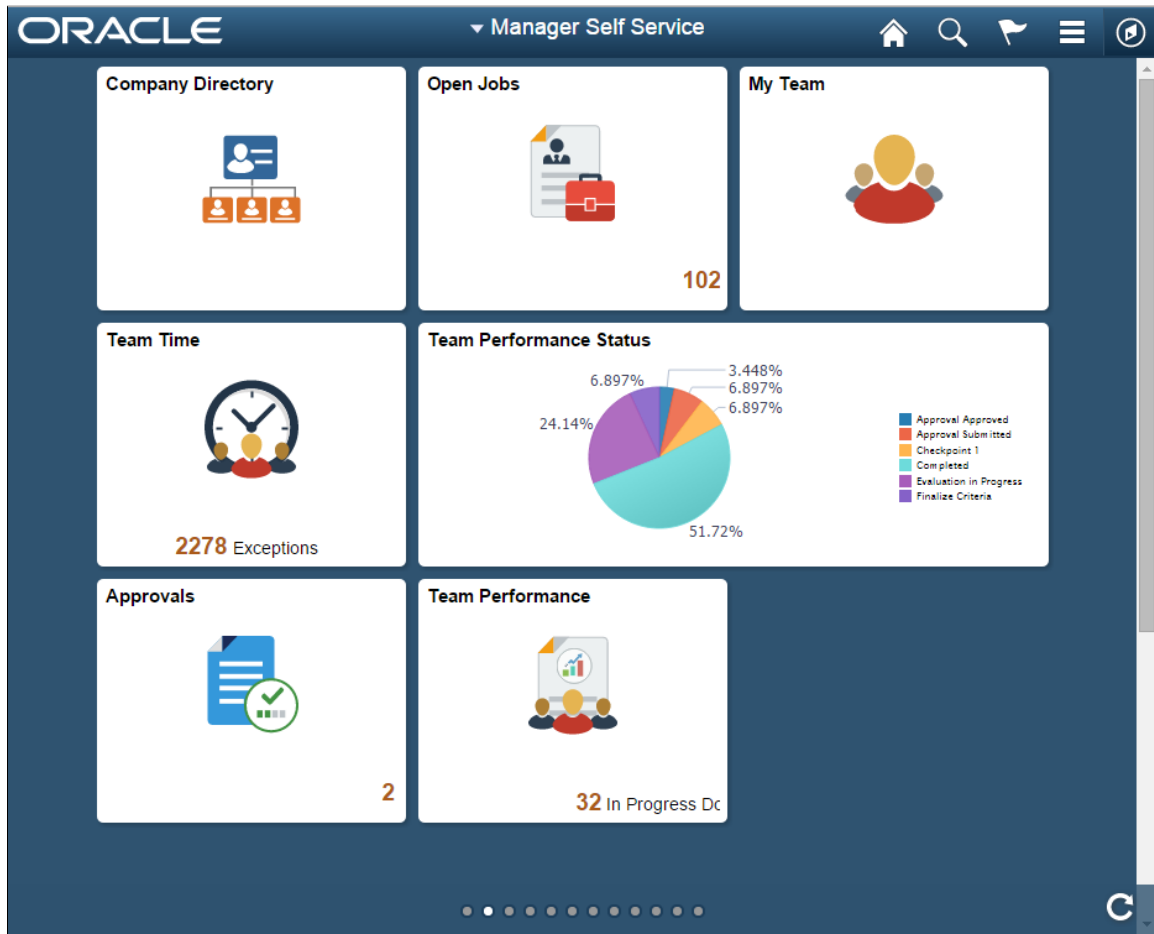 ORACLE
Manager Self Service
Company Directory
Open Jobs
102
My Team
Team Time
2278 Exceptions
Team Performance Status
3.448%
6.897%
6.897%
6.897%
24.14%
51.72%
Approval Approved
Approval Submitted
Checkpoint 1
Completed
Evaluation in Progress
Finalize Criteria
Approvals
2
Team Performance
32 In Progress Do